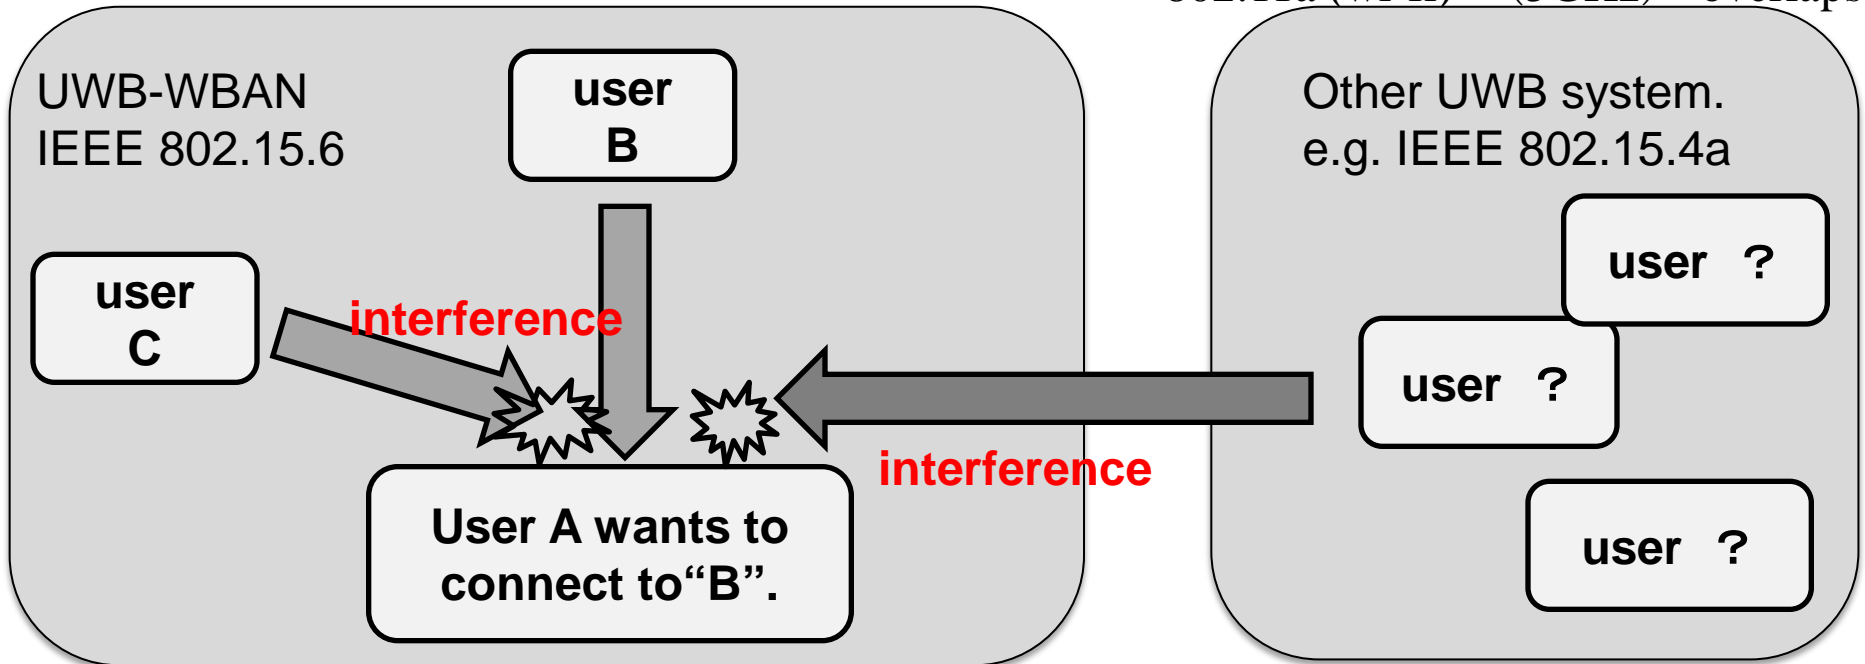 overlaps
UWB-WBAN
IEEE 802.15.6
user
B
user
C
interference
User A wants to
connect to“B”.
interference
Other UWB system.
e.g. IEEE 802.15.4a
user ?
user ?
user ?